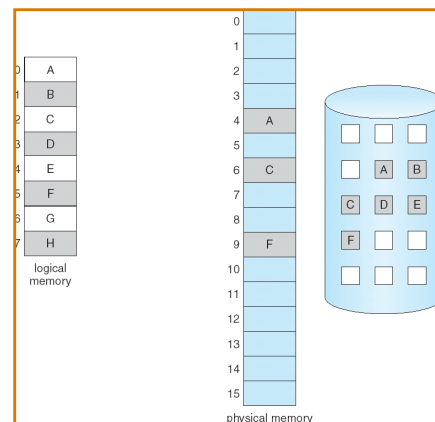 0 A
1 B
2 C
3 D
4 E
5 F
6 G
7 H
logical
memory
0
1
2
3
4 A
5
6 C
7
8
9 F
10
11
12
13
14
15
physical memory
A B
C D E
F